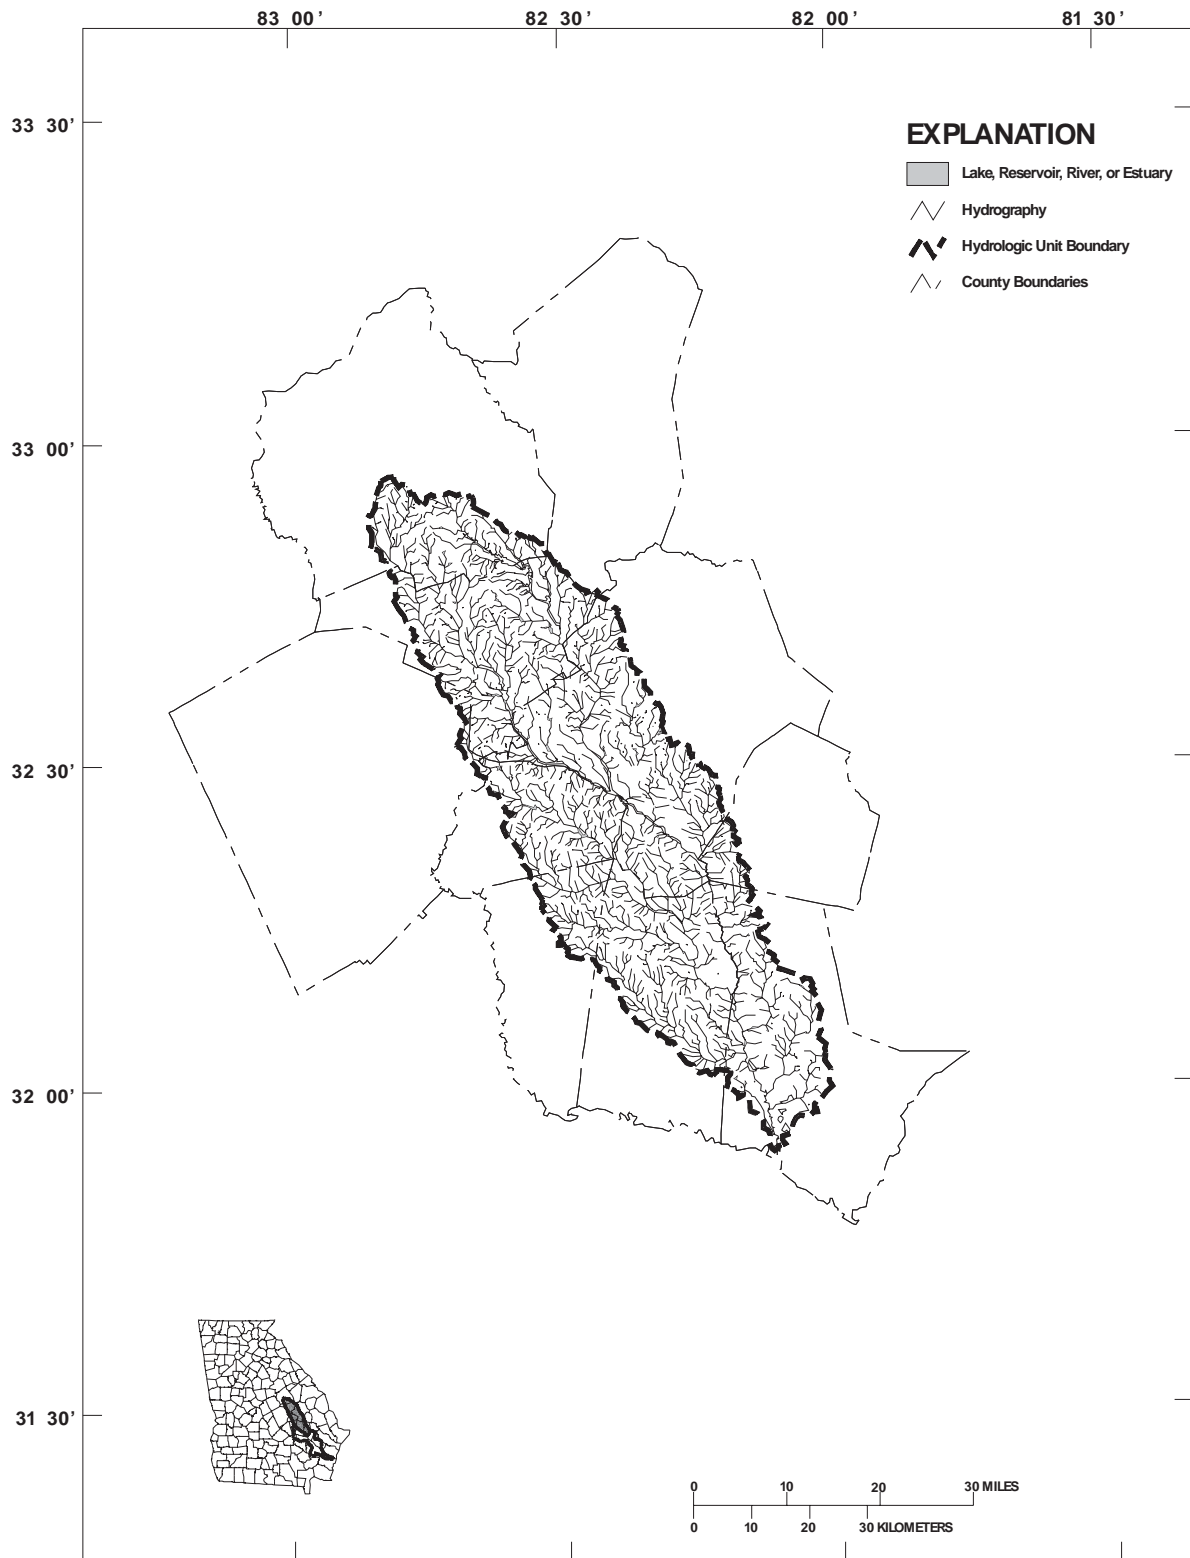 83 00' 82 30' 82 00' 81 30'
33 30'
EXPLANATION
Lake, Reservoir, River, or Estuary
Hydrography
Hydrologic Unit Boundary
County Boundaries
33 00'
32 30'
32 00'
31 30'
0 10 20 30 MILES
0 10 20 30 KILOMETERS